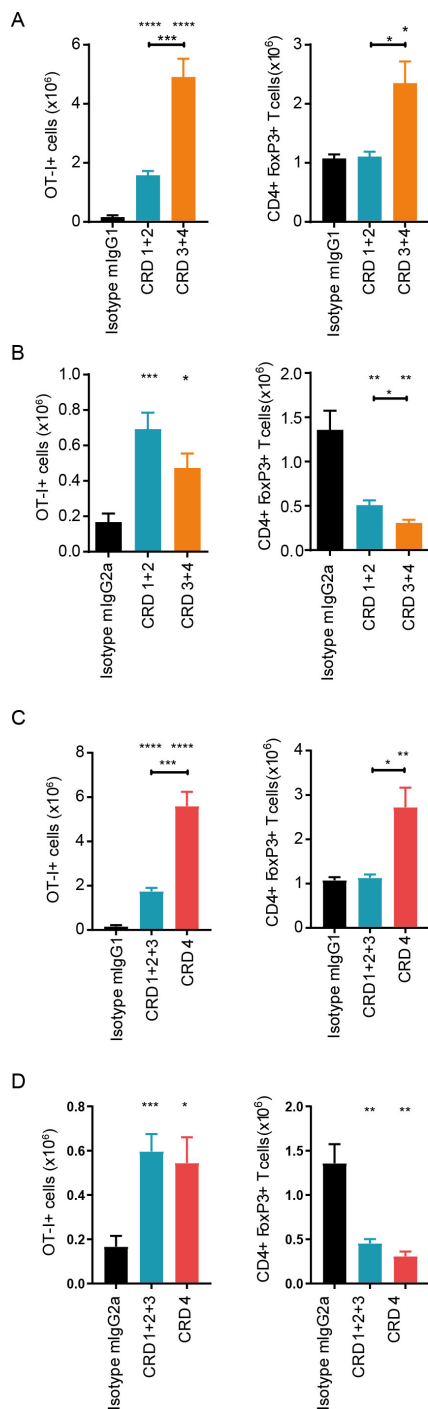 A
OT-I+ cells (x10⁶)
6
4
2
0
****
****
***
Isotype mIgG1
CRD 1+2
CRD 3+4
CD4+ FoxP3+ T cells(x10⁶)
3
2
1
0
*
*
Isotype mIgG1
CRD 1+2
CRD 3+4
B
OT-I+ cells (x10⁶)
1.0
0.8
0.6
0.4
0.2
0.0
***
*
Isotype mIgG2a
CRD 1+2
CRD 3+4
CD4+ FoxP3+ T cells(x10⁶)
1.5
1.0
0.5
0.0
**
**
*
Isotype mIgG2a
CRD 1+2
CRD 3+4
C
OT-I+ cells (x10⁶)
6
4
2
0
****
****
***
Isotype mIgG1
CRD1+2+3
CRD 4
CD4+ FoxP3+ T cells(x10⁶)
4
3
2
1
0
**
*
Isotype mIgG1
CRD1+2+3
CRD 4
D
OT-I+ cells (x10⁶)
0.8
0.6
0.4
0.2
0.0
***
*
Isotype mIgG2a
CRD1+2+3
CRD 4
CD4+ FoxP3+ T cells(x10⁶)
1.5
1.0
0.5
0.0
**
**
Isotype mIgG2a
CRD1+2+3
CRD 4